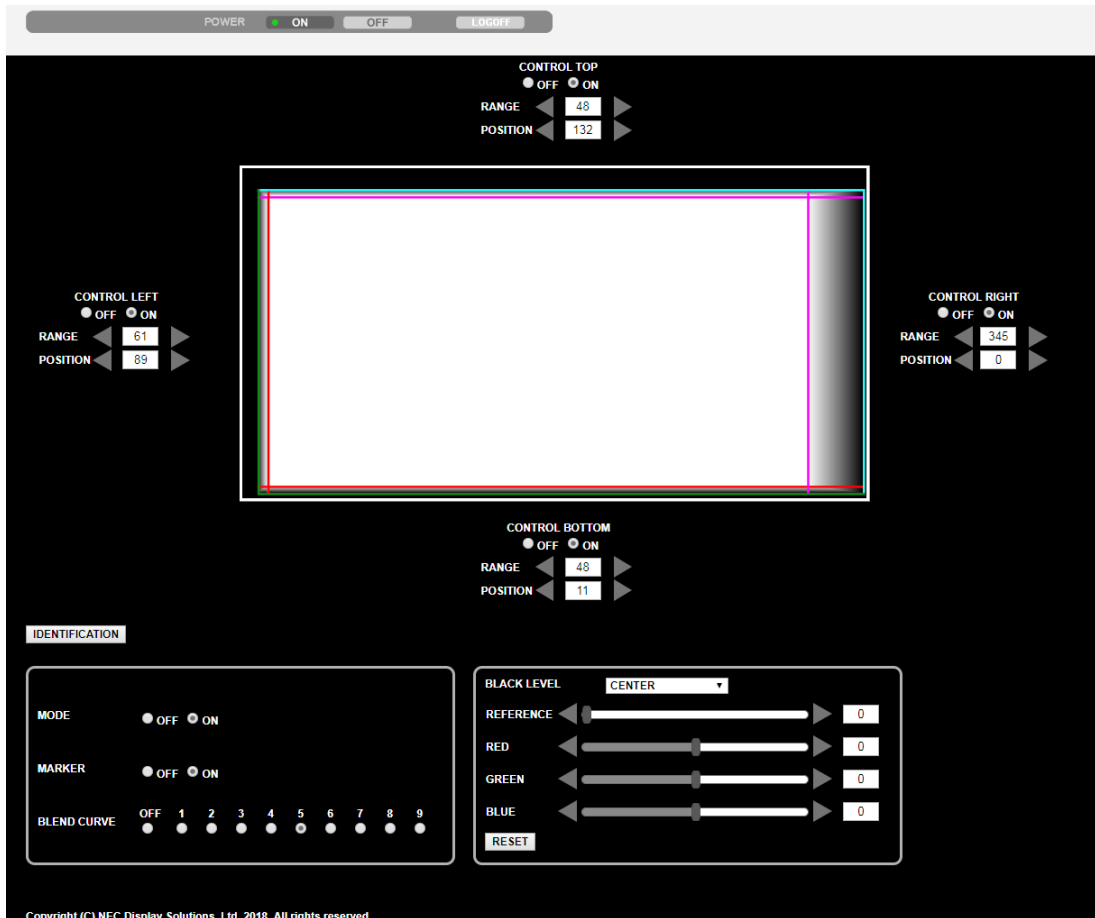 POWER ON OFF LOGOFF
CONTROL TOP
OFF ON
RANGE 48
POSITION 132
CONTROL LEFT
OFF ON
RANGE 61
POSITION 89
CONTROL RIGHT
OFF ON
RANGE 345
POSITION 0
CONTROL BOTTOM
OFF ON
RANGE 48
POSITION 11
IDENTIFICATION
MODE OFF ON
MARKER OFF ON
OFF 1 2 3 4 5 6 7 8 9
BLEND CURVE
BLACK LEVEL CENTER
REFERENCE 0
RED 0
GREEN 0
BLUE 0
RESET
Copyright (C) NEC Display Solutions, Ltd. 2018. All rights reserved.